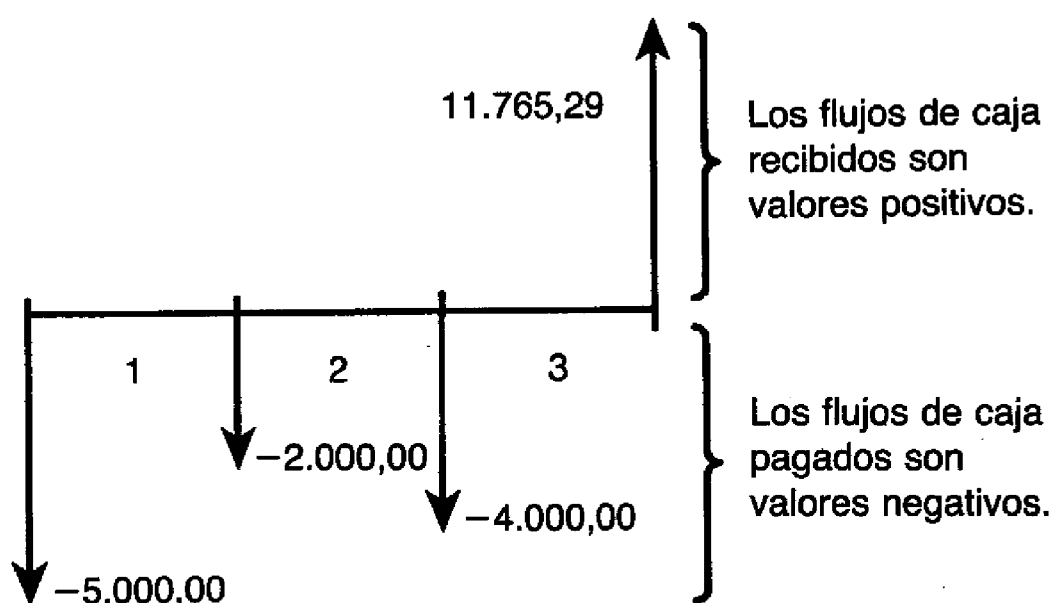 11.765,29
Los flujos de caja
recibidos son
valores positivos.
1
2
3
−2.000,00
−4.000,00
−5.000,00
Los flujos de caja
pagados son
valores negativos.